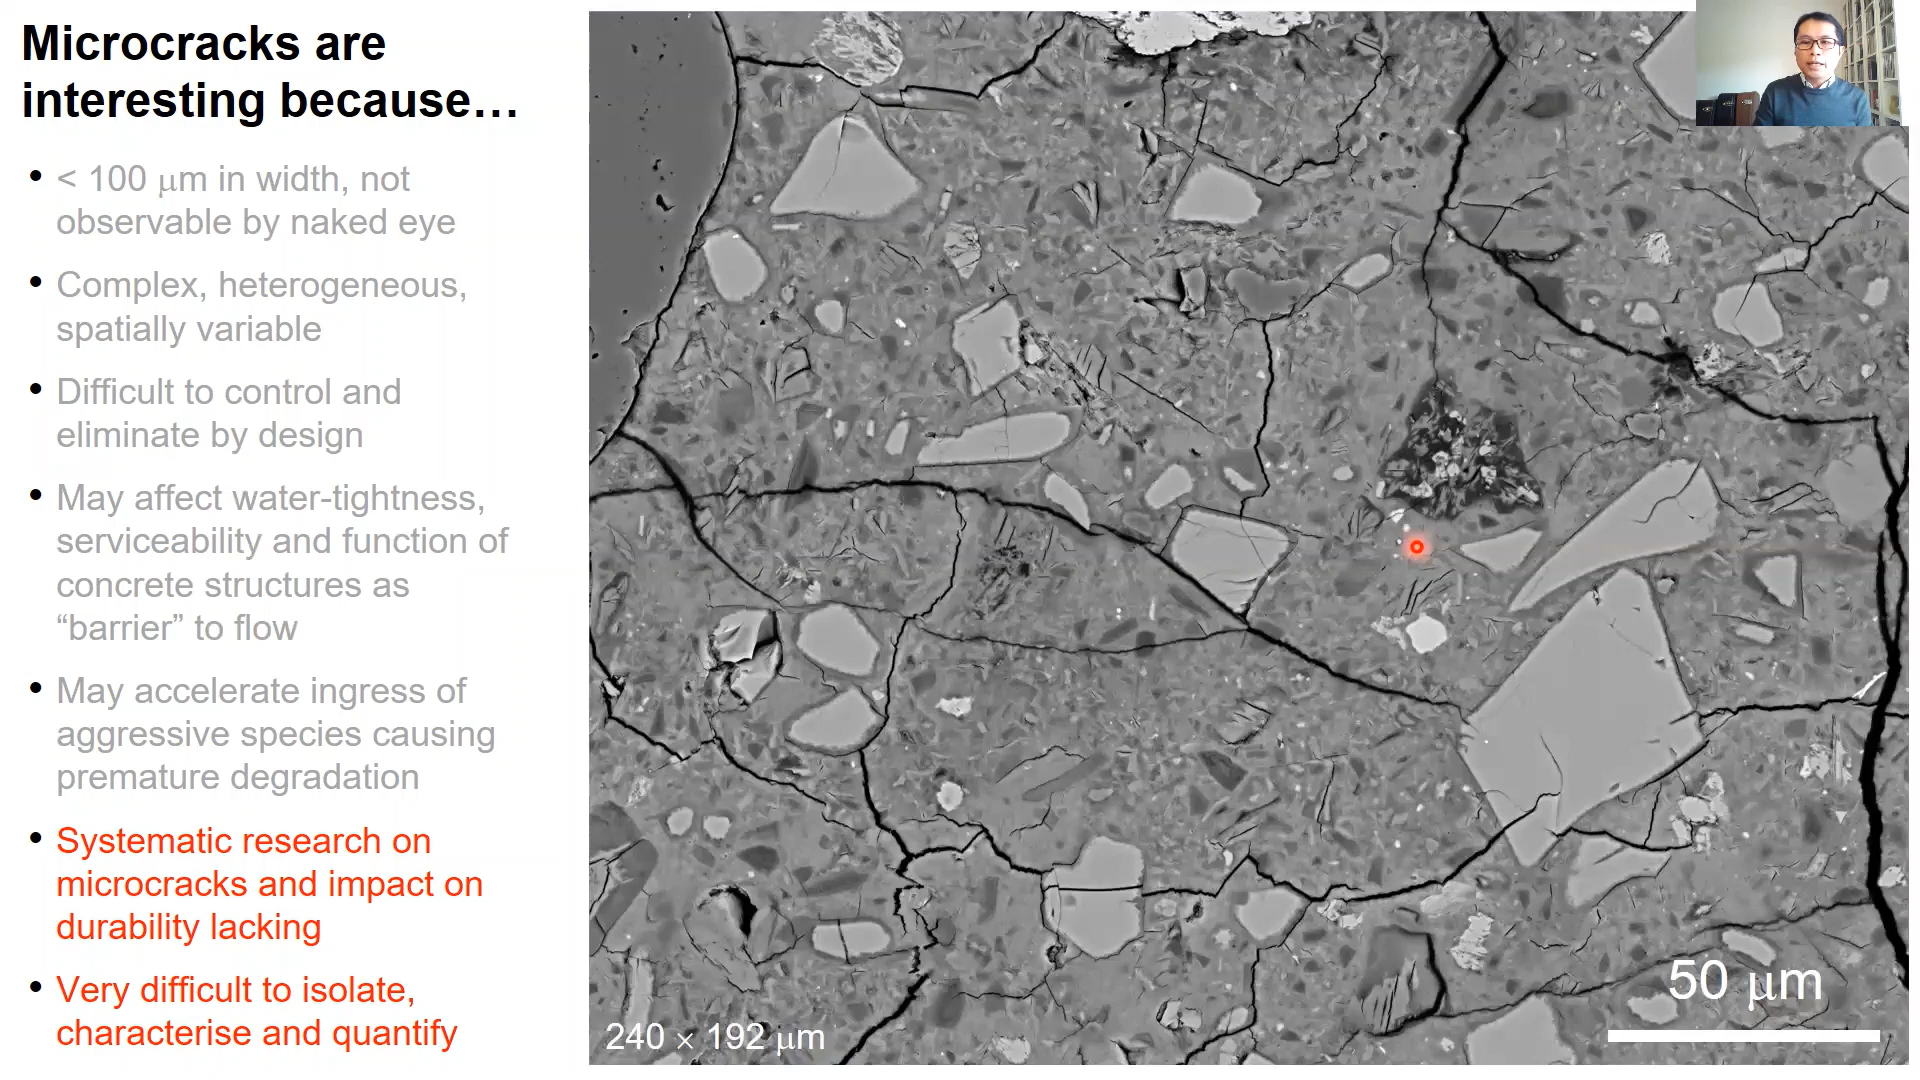 Microcracks are
interesting because…
• < 100 μm in width, not
observable by naked eye
• Complex, heterogeneous,
spatially variable
• Difficult to control and
eliminate by design
• May affect water-tightness,
serviceability and function of
concrete structures as
“barrier” to flow
• May accelerate ingress of
aggressive species causing
premature degradation
• Systematic research on
microcracks and impact on
durability lacking
• Very difficult to isolate,
characterise and quantify
240 × 192 μm
50 μm